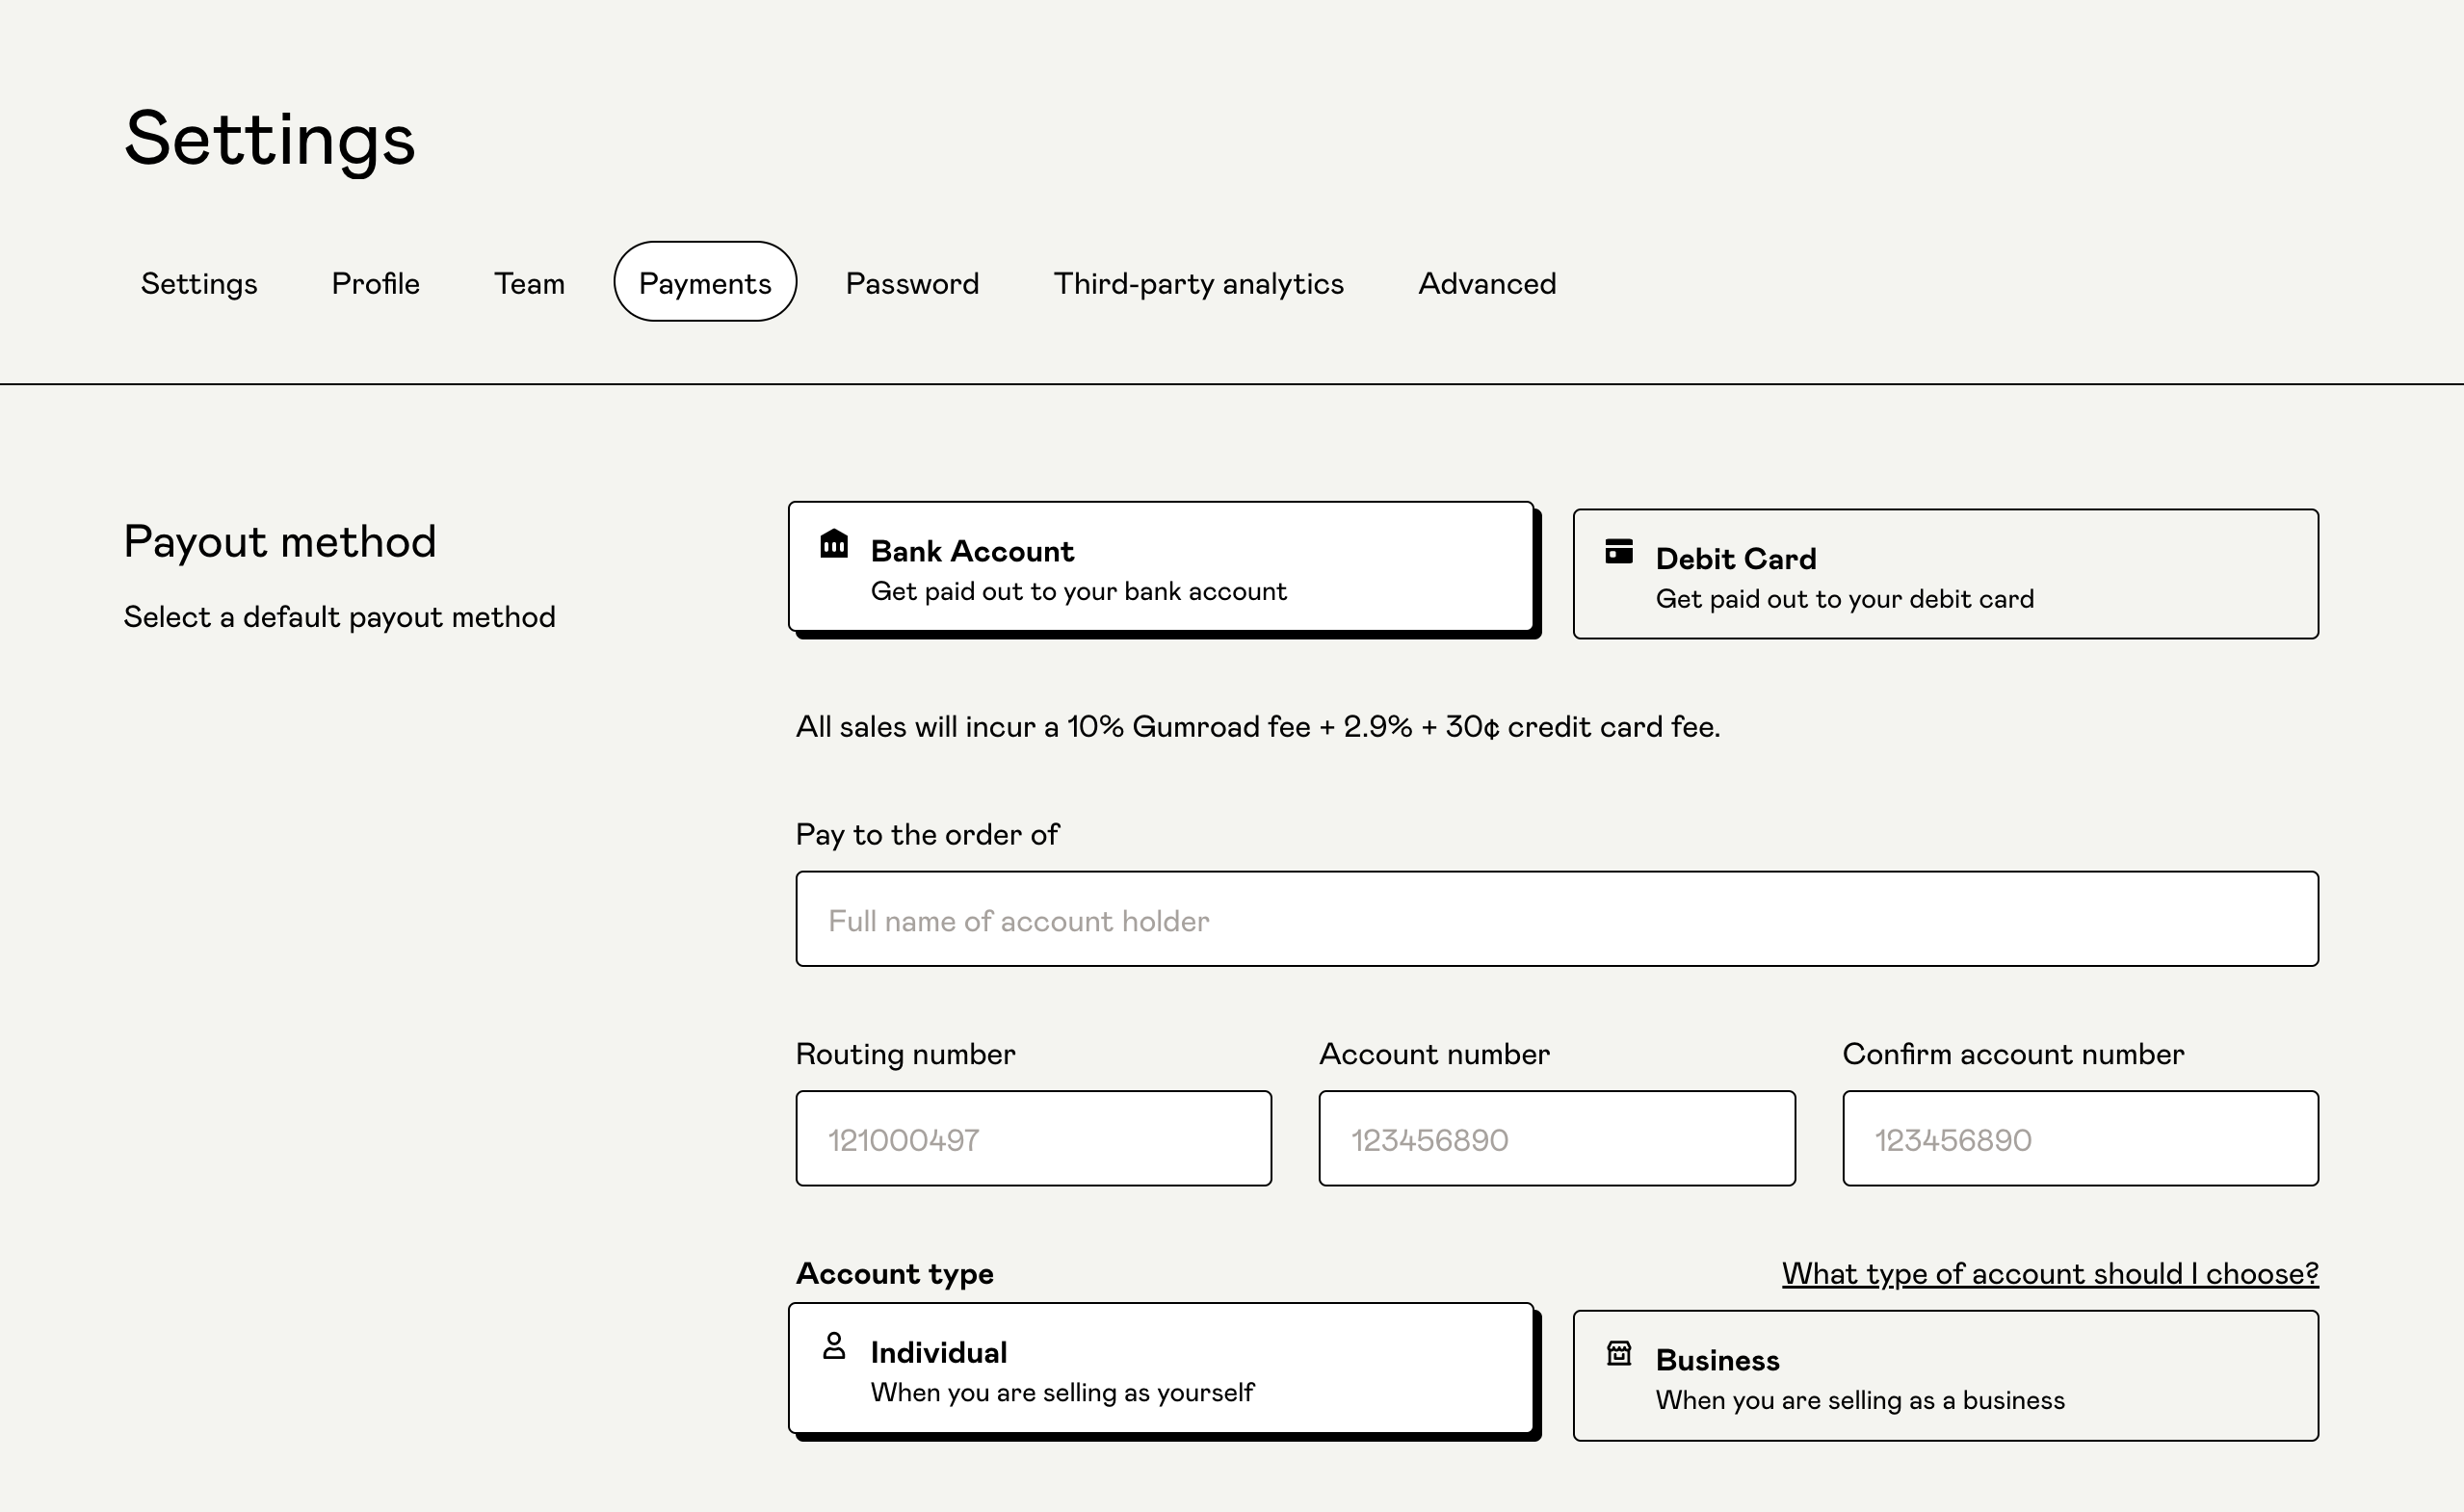 Settings
Settings
Profile
Team
Payments
Password
Third-party analytics
Advanced
Payout method
Select a default payout method
Bank Account
Get paid out to your bank account
Debit Card
Get paid out to your debit card
All sales will incur a 10% Gumroad fee + 2.9% + 30¢ credit card fee.
Pay to the order of
Full name of account holder
Routing number
121000497
Account number
123456890
Confirm account number
123456890
Account type
What type of account should I choose?
Individual
When you are selling as yourself
Business
When you are selling as a business